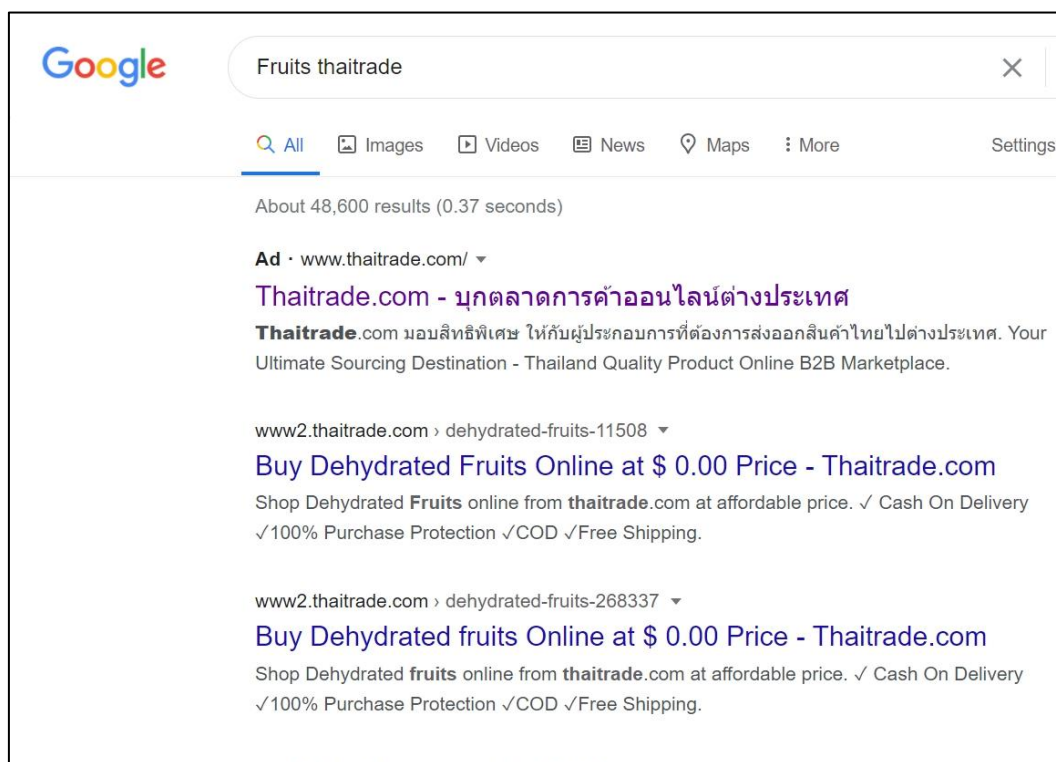 Google
Fruits thaitrade
All Images Videos News Maps More Settings
About 48,600 results (0.37 seconds)
Ad · www.thaitrade.com/
Thaitrade.com - บุกตลาดการค้าออนไลน์ต่างประเทศ
Thaitrade.com มอบสิทธิพิเศษ ให้กับผู้ประกอบการที่ต้องการส่งออกสินค้าไทยไปต่างประเทศ. Your
Ultimate Sourcing Destination - Thailand Quality Product Online B2B Marketplace.
www2.thaitrade.com › dehydrated-fruits-11508
Buy Dehydrated Fruits Online at $ 0.00 Price - Thaitrade.com
Shop Dehydrated Fruits online from thaitrade.com at affordable price. ✓ Cash On Delivery
✓100% Purchase Protection ✓COD ✓Free Shipping.
www2.thaitrade.com › dehydrated-fruits-268337
Buy Dehydrated fruits Online at $ 0.00 Price - Thaitrade.com
Shop Dehydrated fruits online from thaitrade.com at affordable price. ✓ Cash On Delivery
✓100% Purchase Protection ✓COD ✓Free Shipping.